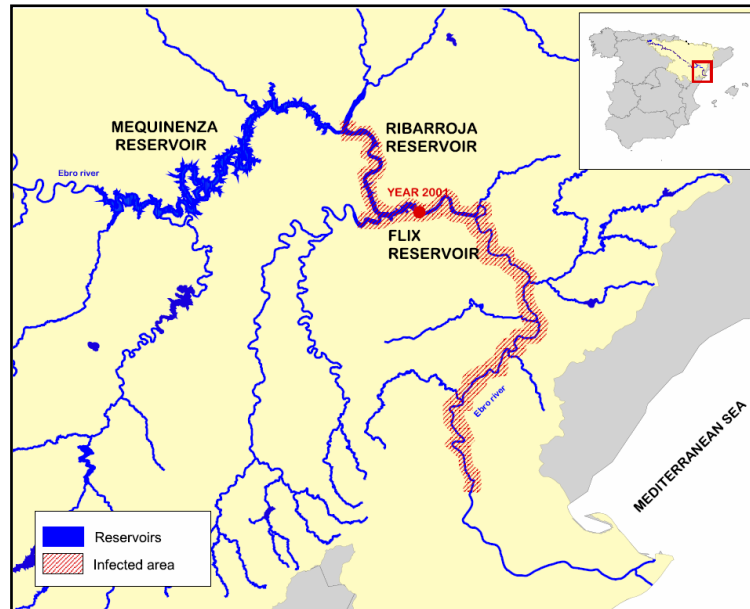 MEQUINENZA
RESERVOIR
RIBARROJA
RESERVOIR
Ebro river
YEAR 2001
FLIX
RESERVOIR
Ebro river
MEDITERRANEAN SEA
Reservoirs
Infected area